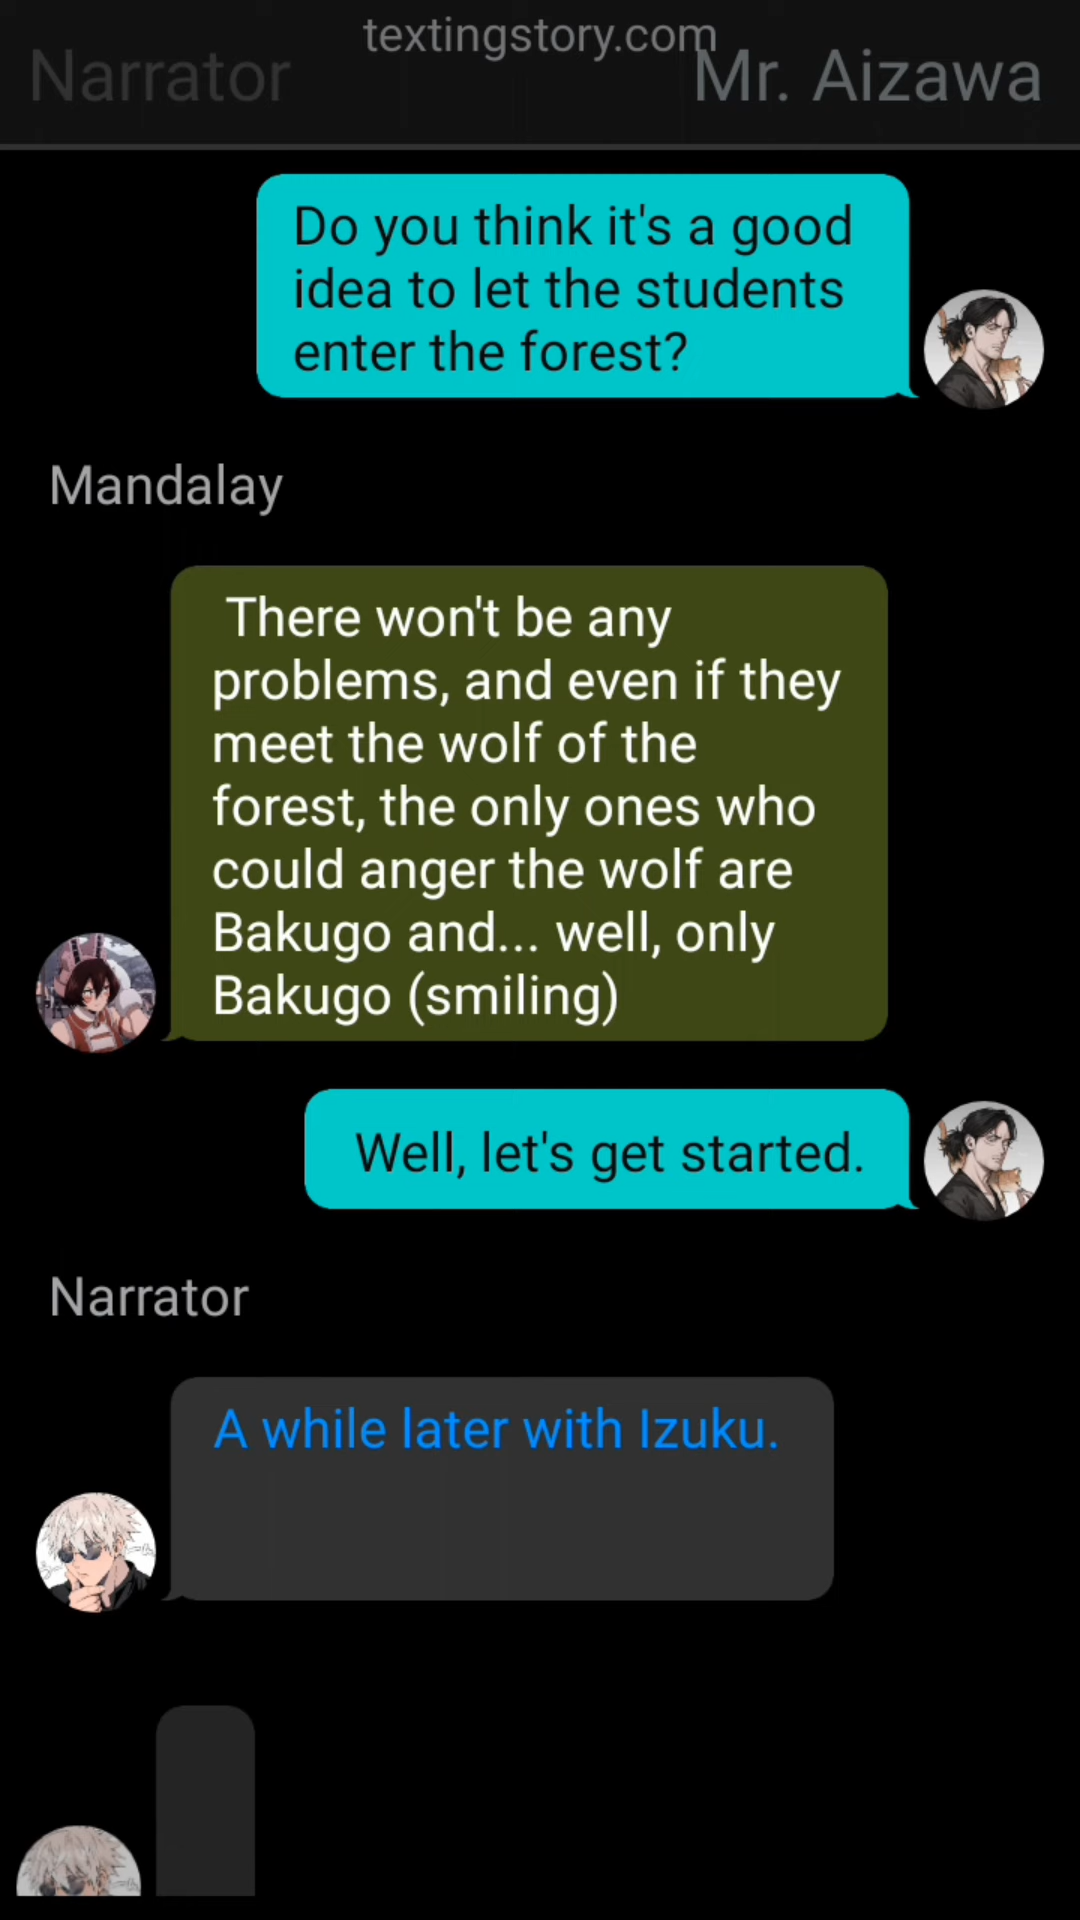 textingstory.com
Narrator
Mr. Aizawa
Do you think it's a good
idea to let the students
enter the forest?
Mandalay
There won't be any
problems, and even if they
meet the wolf of the
forest, the only ones who
could anger the wolf are
Bakugo and... well, only
Bakugo (smiling)
Well, let's get started.
Narrator
A while later with Izuku.